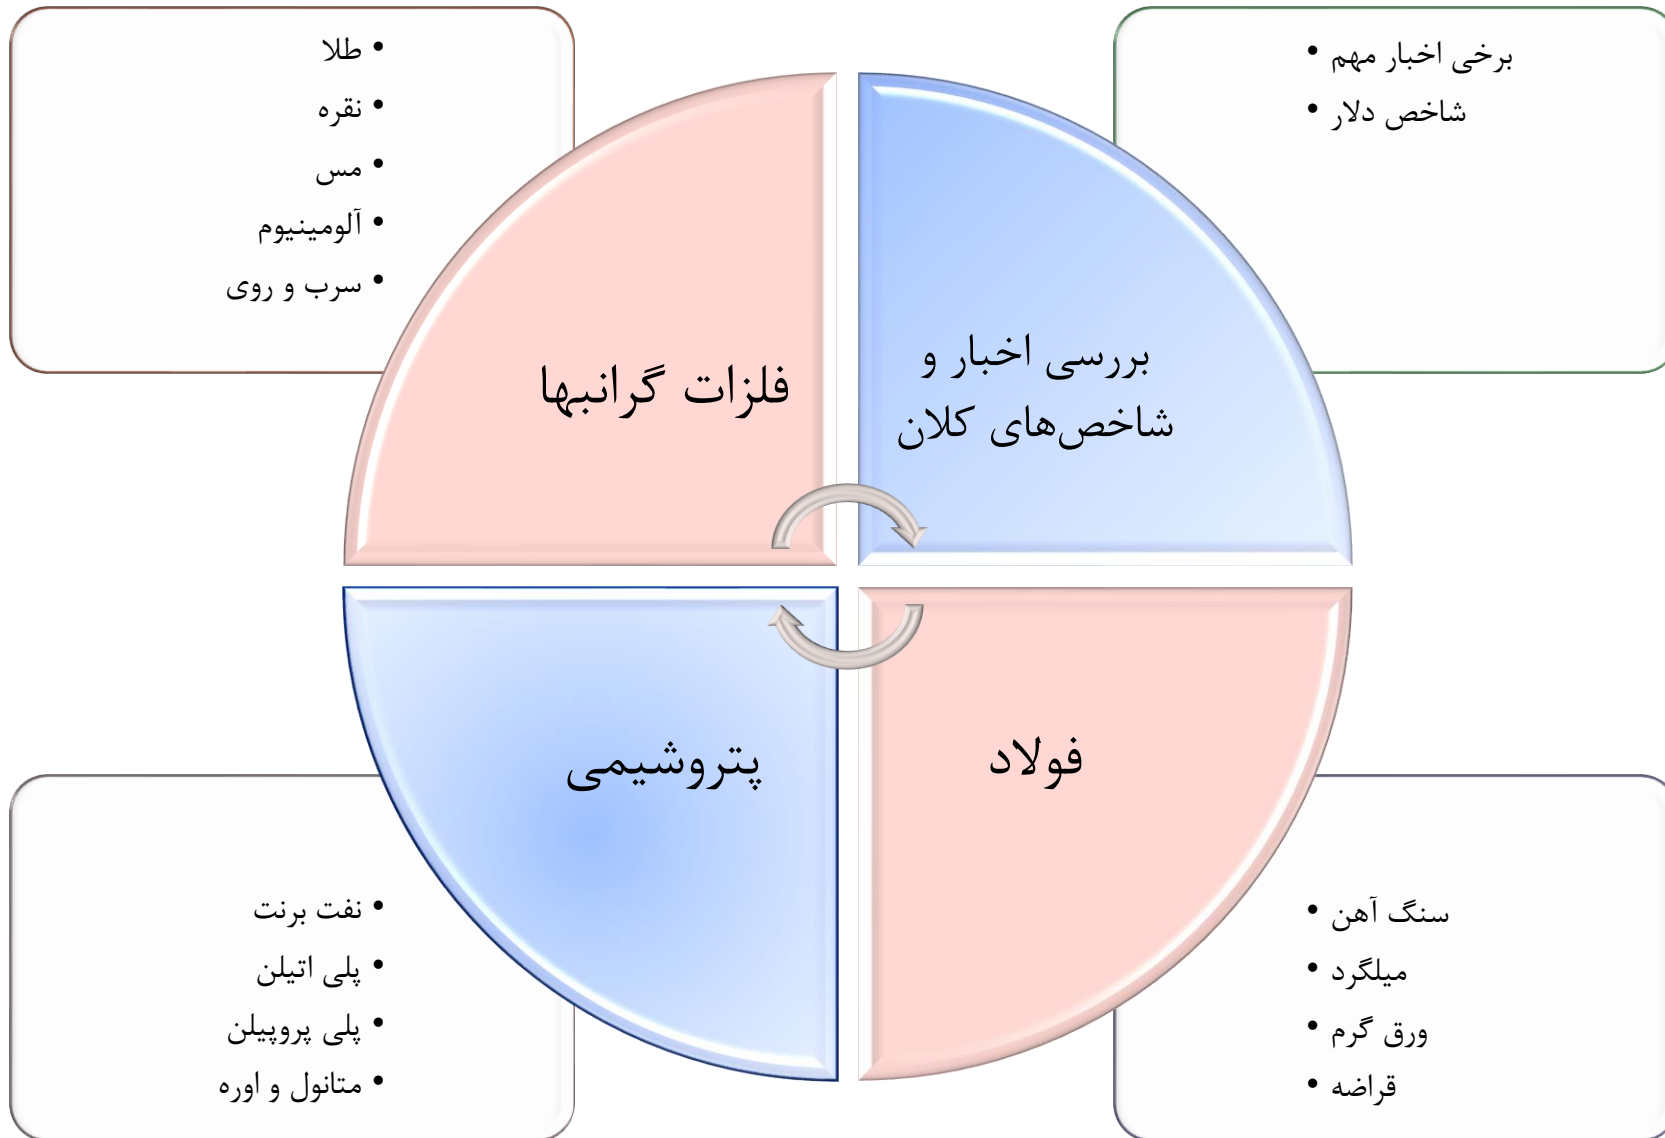 • برخی اخبار مهم
• شاخص دلار
بررسی اخبار و
شاخص‌های کلان
• طلا
• نقره
• مس
• آلومینیوم
• سرب و روی
فلزات گرانبها
فولاد
• سنگ آهن
• میلگرد
• ورق گرم
• قراضه
پتروشیمی
• نفت برنت
• پلی اتیلن
• پلی پروپیلن
• متانول و اوره